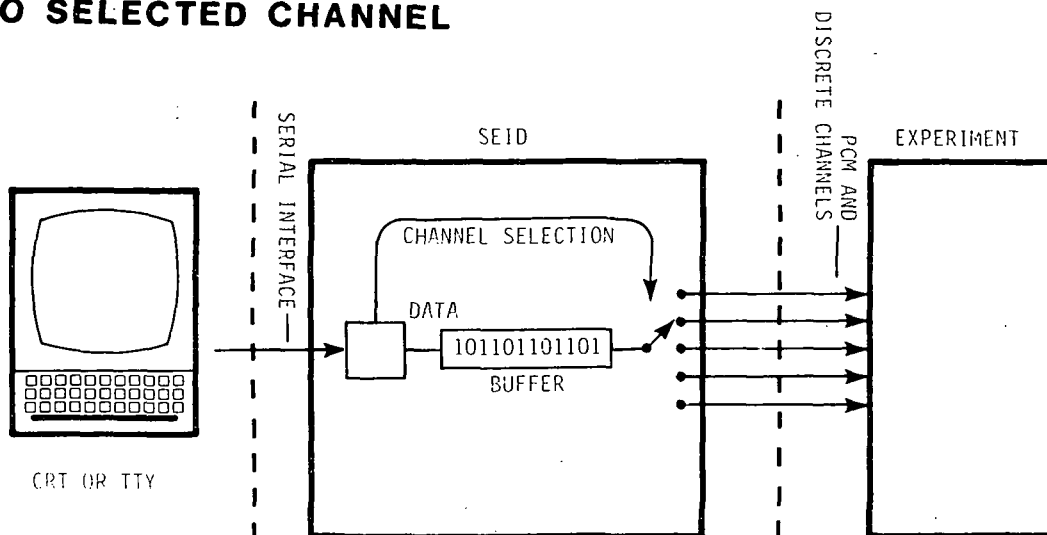 O SELECTED CHANNEL
SERIAL INTERFACE
SEID
DISCRETE CHANNELS
PCM AND
EXPERIMENT
CHANNEL SELECTION
DATA
101101101101
BUFFER
CRT OR TTY